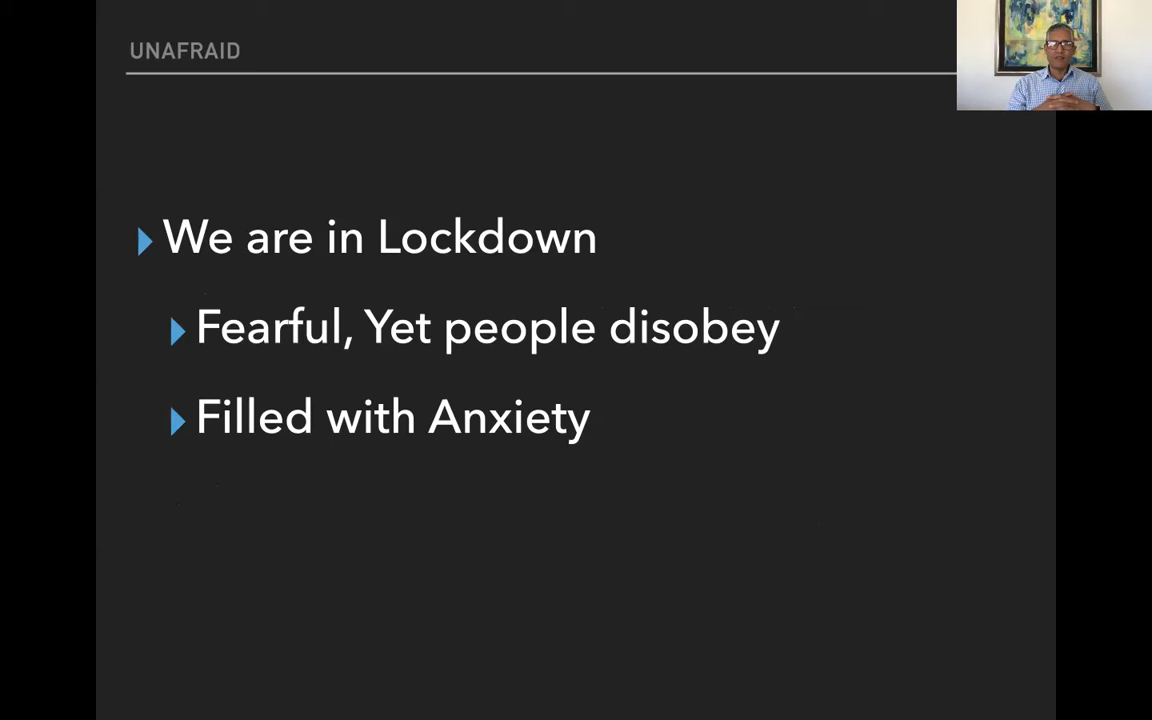 UNAFRAID
We are in Lockdown
Fearful, Yet people disobey
Filled with Anxiety